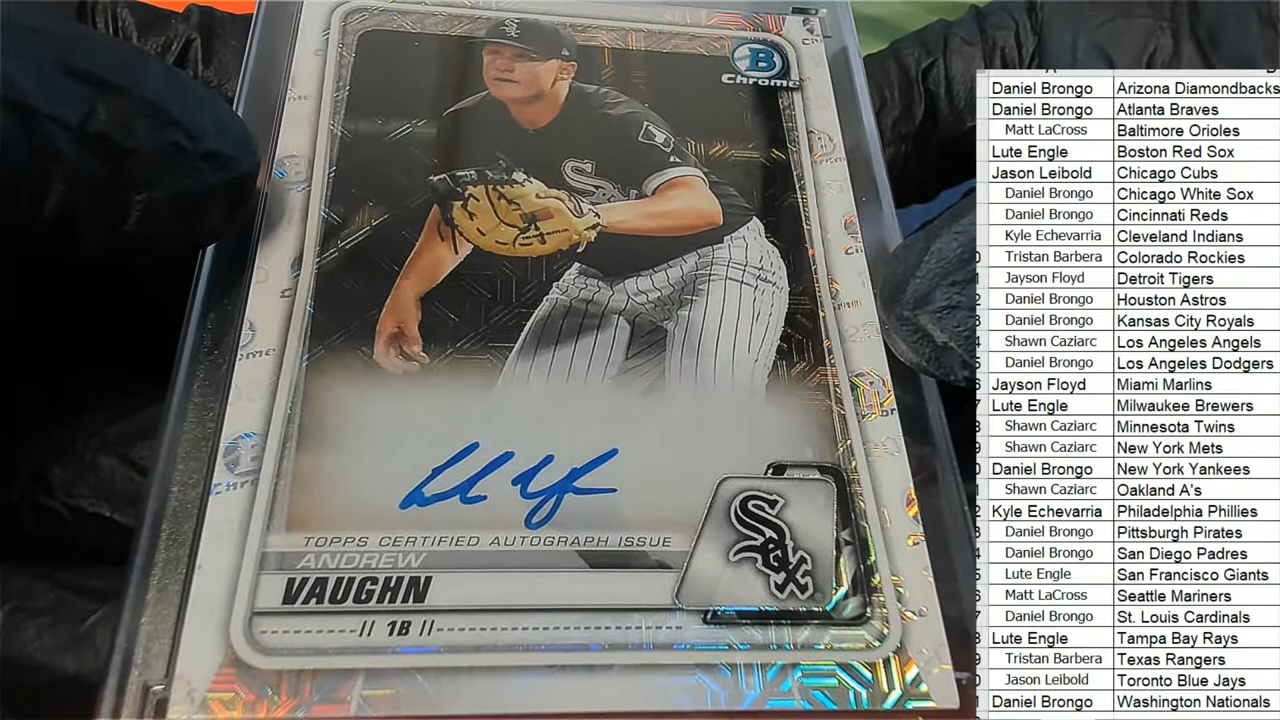 B
Chrome
Sox
Sox
TOPPS CERTIFIED AUTOGRAPH ISSUE
ANDREW
VAUGHN
1B
Sox
Daniel Brongo Arizona Diamondbacks
Daniel Brongo Atlanta Braves
Matt LaCross Baltimore Orioles
Lute Engle Boston Red Sox
Jason Leibold Chicago Cubs
Daniel Brongo Chicago White Sox
Daniel Brongo Cincinnati Reds
Kyle Echevarria Cleveland Indians
Tristan Barbera Colorado Rockies
Jayson Floyd Detroit Tigers
Daniel Brongo Houston Astros
Daniel Brongo Kansas City Royals
Shawn Caziarc Los Angeles Angels
Daniel Brongo Los Angeles Dodgers
Jayson Floyd Miami Marlins
Lute Engle Milwaukee Brewers
Shawn Caziarc Minnesota Twins
Shawn Caziarc New York Mets
Daniel Brongo New York Yankees
Shawn Caziarc Oakland A's
Kyle Echevarria Philadelphia Phillies
Daniel Brongo Pittsburgh Pirates
Daniel Brongo San Diego Padres
Lute Engle San Francisco Giants
Matt LaCross Seattle Mariners
Daniel Brongo St. Louis Cardinals
Lute Engle Tampa Bay Rays
Tristan Barbera Texas Rangers
Jason Leibold Toronto Blue Jays
Daniel Brongo Washington Nationals